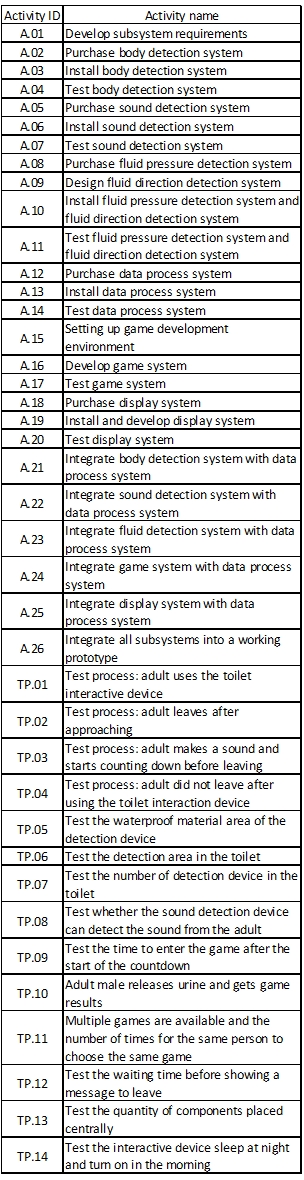 Activity ID Activity name
A.01 Develop subsystem requirements
A.02 Purchase body detection system
A.03 Install body detection system
A.04 Test body detection system
A.05 Purchase sound detection system
A.06 Install sound detection system
A.07 Test sound detection system
A.08 Purchase fluid pressure detection system
A.09 Design fluid direction detection system
A.10 Install fluid pressure detection system and
fluid direction detection system
A.11 Test fluid pressure detection system and
fluid direction detection system
A.12 Purchase data process system
A.13 Install data process system
A.14 Test data process system
A.15 Setting up game development
environment
A.16 Develop game system
A.17 Test game system
A.18 Purchase display system
A.19 Install and develop display system
A.20 Test display system
A.21 Integrate body detection system with data
process system
A.22 Integrate sound detection system with
data process system
A.23 Integrate fluid detection system with data
process system
A.24 Integrate game system with data process
system
A.25 Integrate display system with data
process system
A.26 Integrate all subsystems into a working
prototype
TP.01 Test process: adult uses the toilet
interactive device
TP.02 Test process: adult leaves after
approaching
TP.03 Test process: adult makes a sound and
starts counting down before leaving
TP.04 Test process: adult did not leave after
using the toilet interaction device
TP.05 Test the waterproof material area of the
detection device
TP.06 Test the detection area in the toilet
TP.07 Test the number of detection device in the
toilet
TP.08 Test whether the sound detection device
can detect the sound from the adult
TP.09 Test the time to enter the game after the
start of the countdown
TP.10 Adult male releases urine and gets game
results
TP.11 Multiple games are available and the
number of times for the same person to
choose the same game
TP.12 Test the waiting time before showing a
message to leave
TP.13 Test the quantity of components placed
centrally
TP.14 Test the interactive device sleep at night
and turn on in the morning